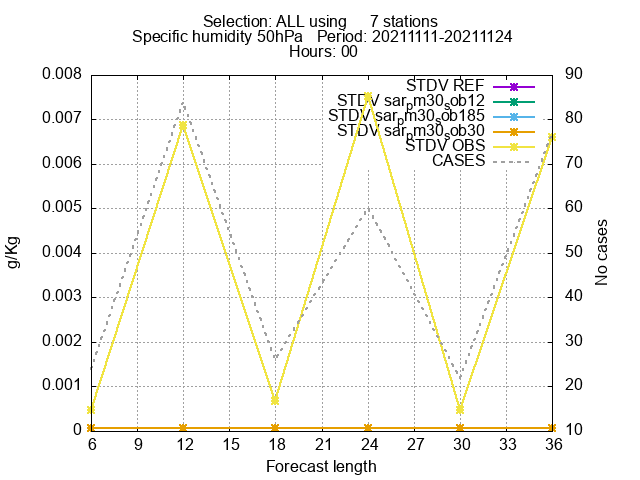 Selection: ALL using     7 stations
Specific humidity 50hPa   Period: 20211111-20211124
Hours: 00
0.008
0.007
0.006
0.005
0.004
0.003
0.002
0.001
0
g/Kg
STDV REF
STDV sarpm30sob12
STDV sarpm30sob185
STDV sarpm30sob30
STDV OBS
CASES
90
80
70
60
50
40
30
20
10
No cases
6 9 12 15 18 21 24 27 30 33 36
Forecast length